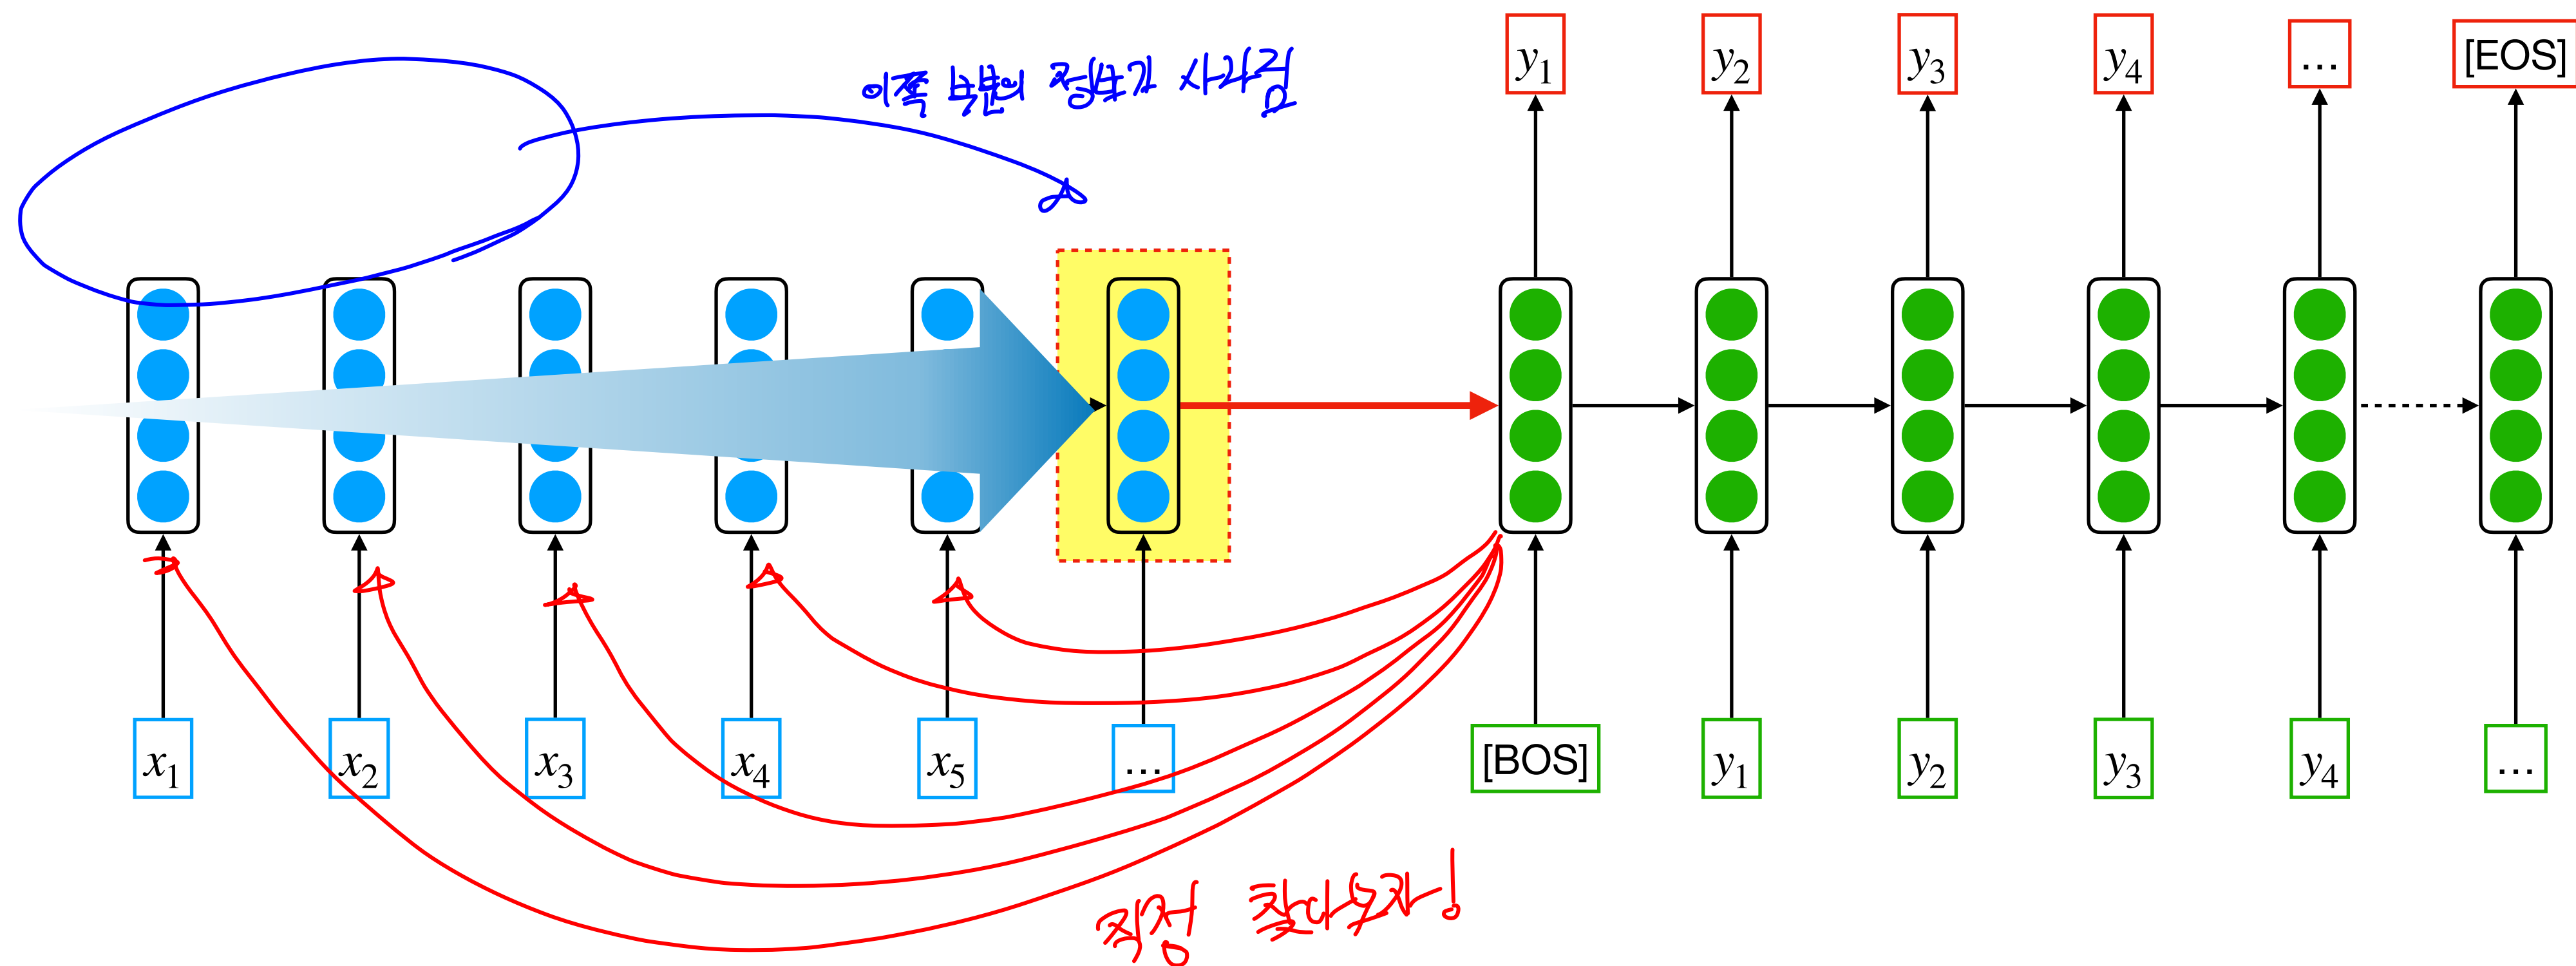 이쪽 부분의 정보가 사라짐
y1 y2 y3 y4 ... [EOS]
x1 x2 x3 x4 x5 ... [BOS] y1 y2 y3 y4 ...
직접 찾아보자!